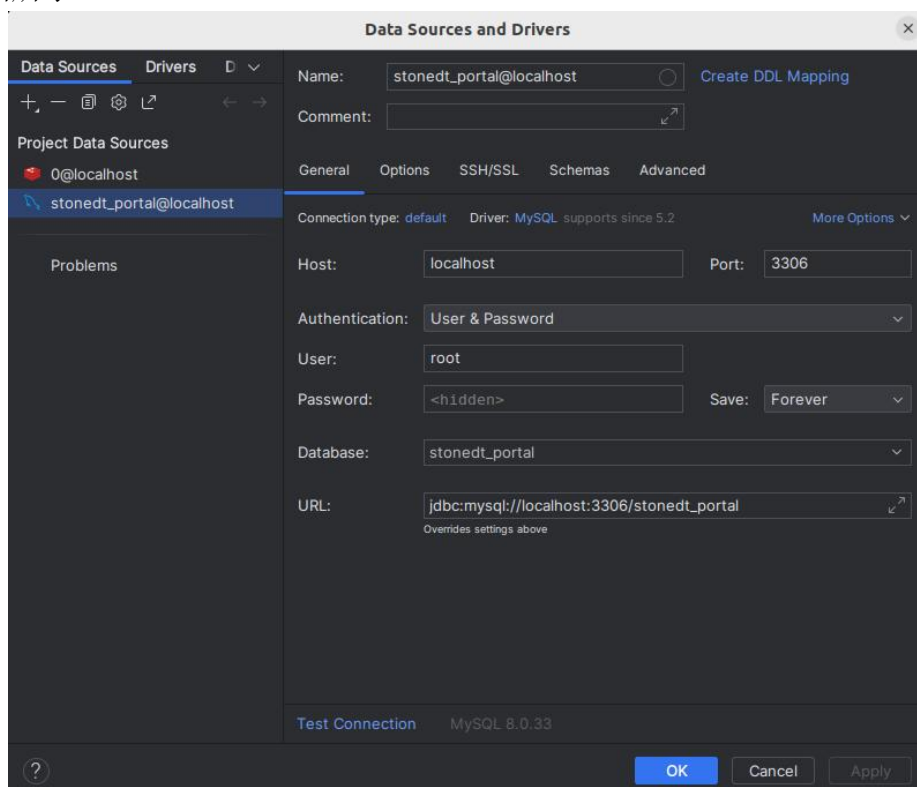 Data Sources and Drivers
Data Sources Drivers D
Project Data Sources
0@localhost
stonedt_portal@localhost
Problems
Name: stonedt_portal@localhost Create DDL Mapping
Comment:
General Options SSH/SSL Schemas Advanced
Connection type: default Driver: MySQL supports since 5.2 More Options
Host: localhost Port: 3306
Authentication: User & Password
User: root
Password: <hidden> Save: Forever
Database: stonedt_portal
URL: jdbc:mysql://localhost:3306/stonedt_portal
Overrides settings above
Test Connection MySQL 8.0.33
? OK Cancel Apply